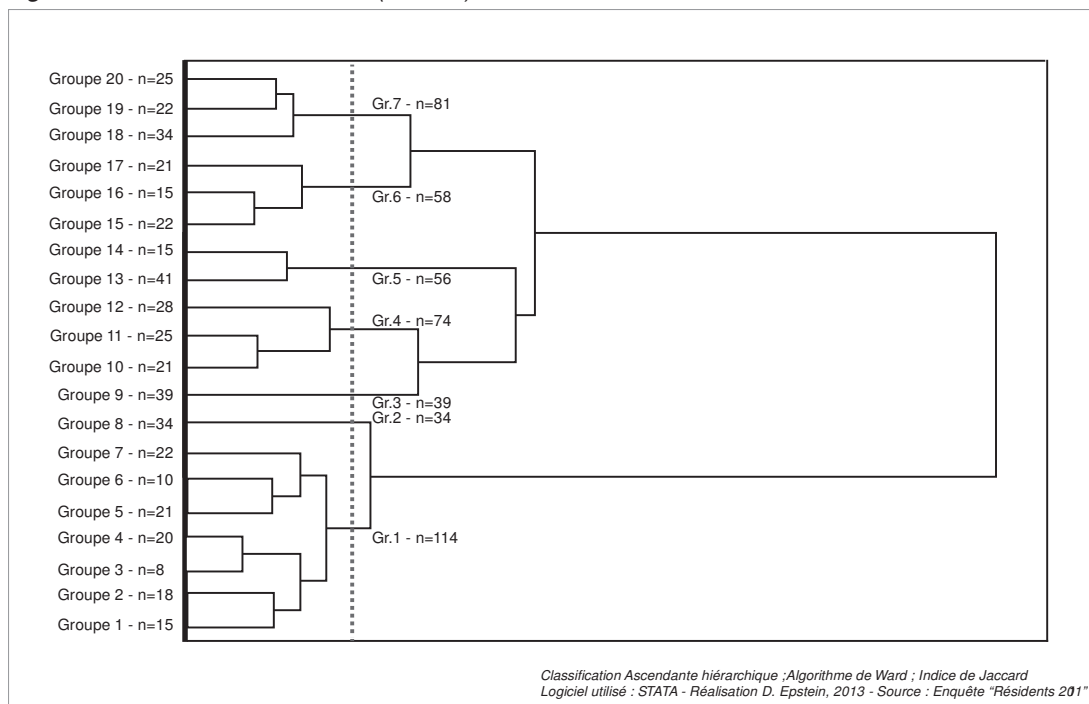 Groupe 20 - n=25
Groupe 19 - n=22
Groupe 18 - n=34
Groupe 17 - n=21
Groupe 16 - n=15
Groupe 15 - n=22
Groupe 14 - n=15
Groupe 13 - n=41
Groupe 12 - n=28
Groupe 11 - n=25
Groupe 10 - n=21
Groupe 9 - n=39
Groupe 8 - n=34
Groupe 7 - n=22
Groupe 6 - n=10
Groupe 5 - n=21
Groupe 4 - n=20
Groupe 3 - n=8
Groupe 2 - n=18
Groupe 1 - n=15
Gr.7 - n=81
Gr.6 - n=58
Gr.5 - n=56
Gr.4 - n=74
Gr.3 - n=39
Gr.2 - n=34
Gr.1 - n=114
Classification Ascendante hiérarchique ;Algorithme de Ward ; Indice de Jaccard
Logiciel utilisé : STATA - Réalisation D. Epstein, 2013 - Source : Enquête “Résidents